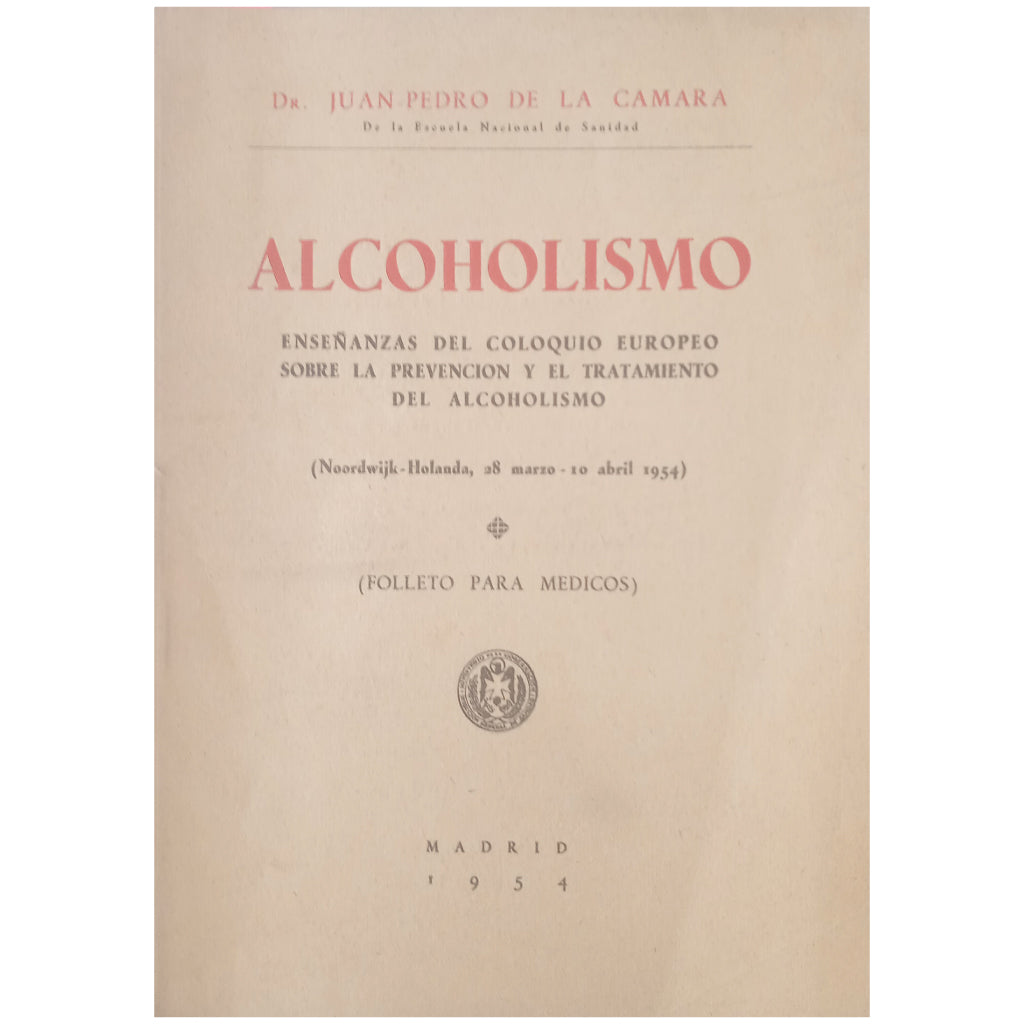 DR. JUAN-PEDRO DE LA CAMARA
De la Escuela Nacional de Sanidad
ALCOHOLISMO
ENSEÑANZAS DEL COLOQUIO EUROPEO
SOBRE LA PREVENCION Y EL TRATAMIENTO
DEL ALCOHOLISMO
(Noordwijk-Holanda, 28 marzo - 10 abril 1954)
(FOLLETO PARA MEDICOS)
MADRID
1954